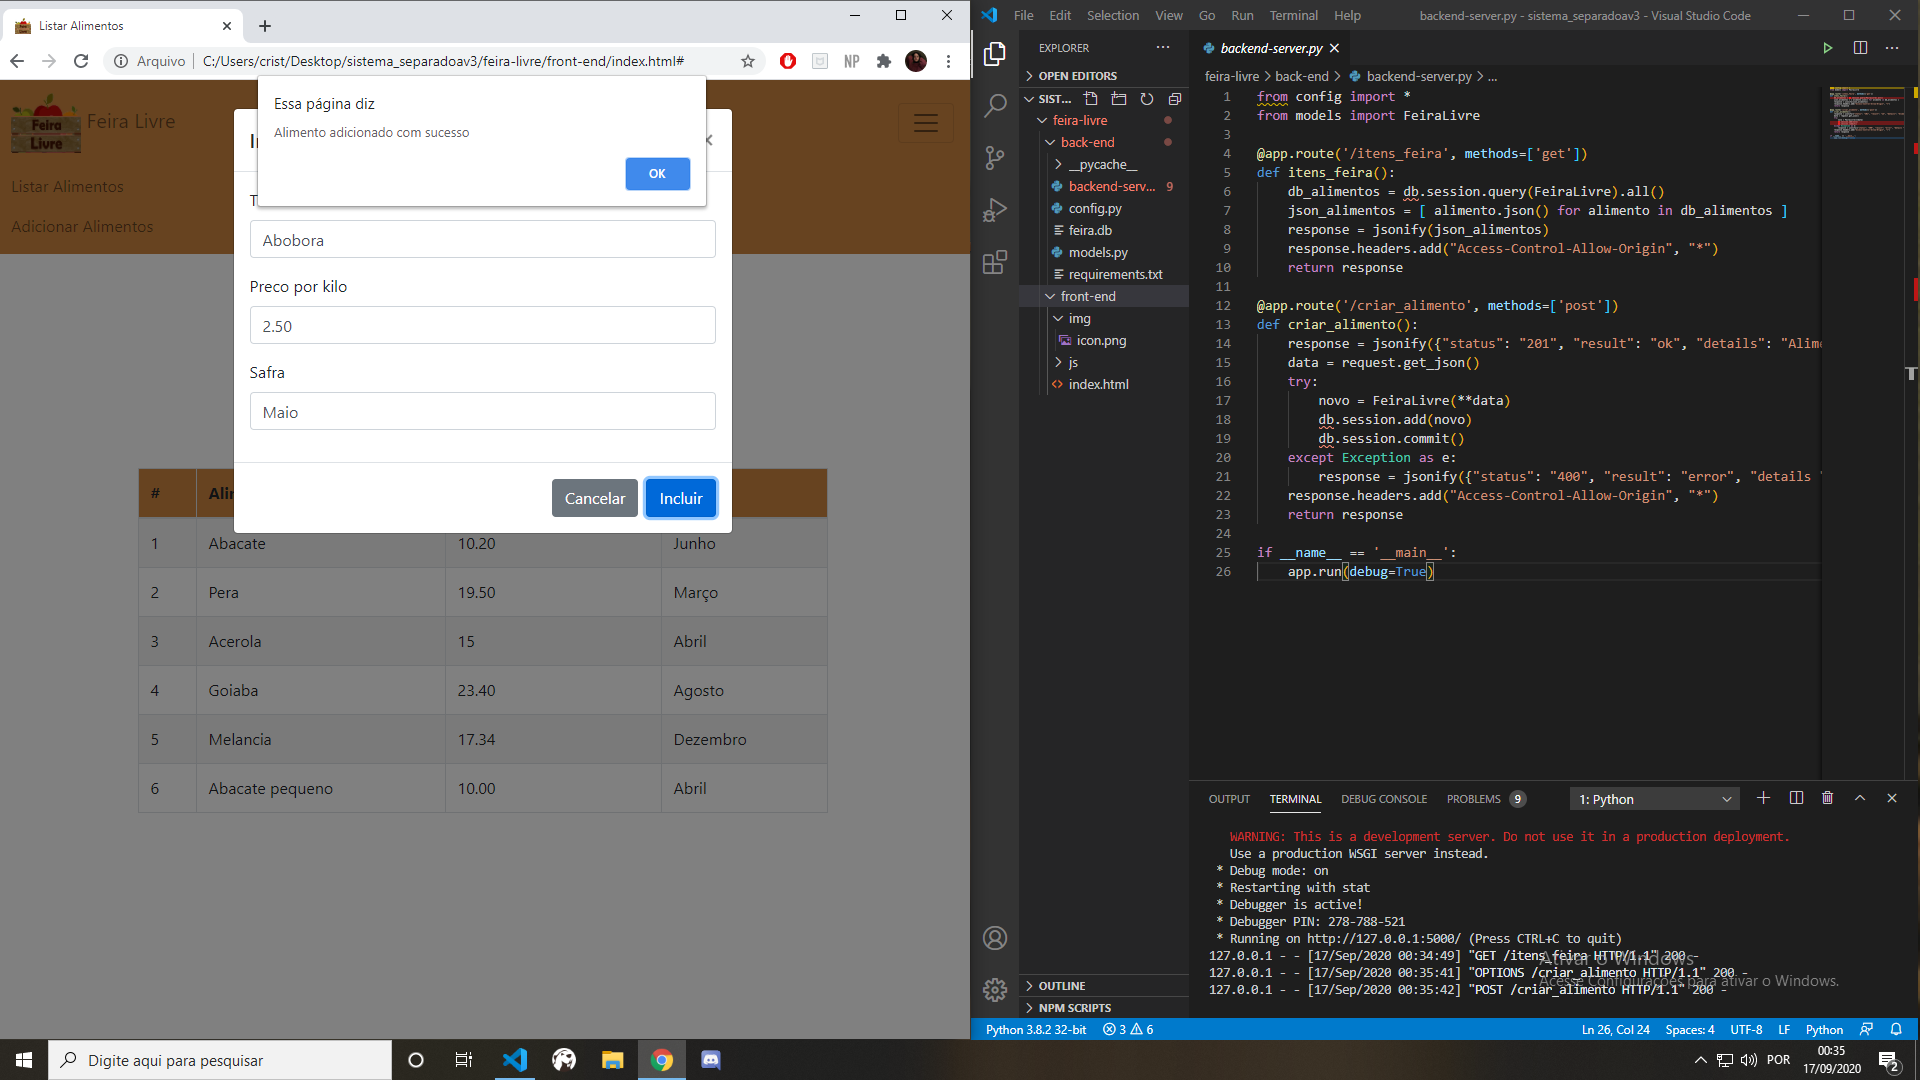 Listar Alimentos
Arquivo
C:/Users/crist/Desktop/sistema_separadoav3/feira-livre/front-end/index.html#
NP
Feira Livre
Feira Livre
Listar Alimentos
Adicionar Alimentos
Essa página diz
Alimento adicionado com sucesso
OK
Abobora
Preco por kilo
2.50
Safra
Maio
Cancelar
Incluir
#
1 Abacate 10.20 Junho
2 Pera 19.50 Março
3 Acerola 15 Abril
4 Goiaba 23.40 Agosto
5 Melancia 17.34 Dezembro
6 Abacate pequeno 10.00 Abril
File Edit Selection View Go Run Terminal Help
backend-server.py - sistema_separadoav3 - Visual Studio Code
EXPLORER
OPEN EDITORS
SIST...
feira-livre
back-end
__pycache__
backend-serv... 9
config.py
feira.db
models.py
requirements.txt
front-end
img
icon.png
js
index.html
OUTLINE
NPM SCRIPTS
backend-server.py
feira-livre > back-end > backend-server.py > ...
1 from config import *
2 from models import FeiraLivre
3
4 @app.route('/itens_feira', methods=['get'])
5 def itens_feira():
6 db_alimentos = db.session.query(FeiraLivre).all()
7 json_alimentos = [ alimento.json() for alimento in db_alimentos ]
8 response = jsonify(json_alimentos)
9 response.headers.add("Access-Control-Allow-Origin", "*")
10 return response
11
12 @app.route('/criar_alimento', methods=['post'])
13 def criar_alimento():
14 response = jsonify({"status": "201", "result": "ok", "details": "Alim
15 data = request.get_json()
16 try:
17 novo = FeiraLivre(**data)
18 db.session.add(novo)
19 db.session.commit()
20 except Exception as e:
21 response = jsonify({"status": "400", "result": "error", "details "
22 response.headers.add("Access-Control-Allow-Origin", "*")
23 return response
24
25 if __name__ == '__main__':
26 app.run(debug=True)
OUTPUT TERMINAL DEBUG CONSOLE PROBLEMS 9
1: Python
WARNING: This is a development server. Do not use it in a production deployment.
Use a production WSGI server instead.
* Debug mode: on
* Restarting with stat
* Debugger is active!
* Debugger PIN: 278-788-521
* Running on http://127.0.0.1:5000/ (Press CTRL+C to quit)
127.0.0.1 - - [17/Sep/2020 00:34:49] "GET /itens_feira HTTP/1.1" 200 -
127.0.0.1 - - [17/Sep/2020 00:35:41] "OPTIONS /criar_alimento HTTP/1.1" 200 -
127.0.0.1 - - [17/Sep/2020 00:35:42] "POST /criar_alimento HTTP/1.1" 200 -
Ativar o Windows
Acesse Configurações para ativar o Windows.
Python 3.8.2 32-bit
3 6
Ln 26, Col 24 Spaces: 4 UTF-8 LF Python
Digite aqui para pesquisar
POR
00:35
17/09/2020
2